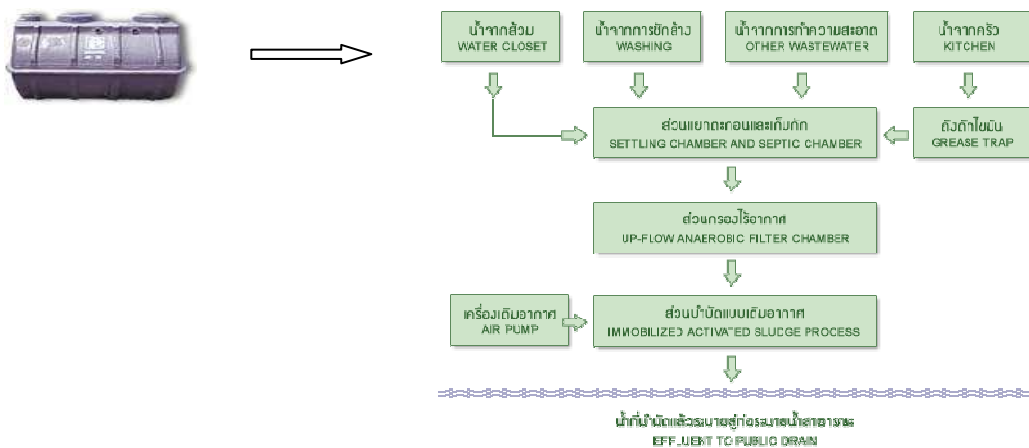 น้ำจากส้วม
WATER CLOSET
น้ำจากการซักล้าง
WASHING
น้ำจากการทำความสะอาด
OTHER WASTEWATER
น้ำจากครัว
KITCHEN
ส่วนแยกตะกอนและเก็บกัก
SETTLING CHAMBER AND SEPTIC CHAMBER
ถังดักไขมัน
GREASE TRAP
ส่วนกรองไร้อากาศ
UP-FLOW ANAEROBIC FILTER CHAMBER
เครื่องเติมอากาศ
AIR PUMP
ส่วนบำบัดแบบเติมอากาศ
IMMOBILIZED ACTIVATED SLUDGE PROCESS
น้ำที่บำบัดแล้วระบายสู่ท่อระบายน้ำสาธารณะ
EFFLUENT TO PUBLIC DRAIN